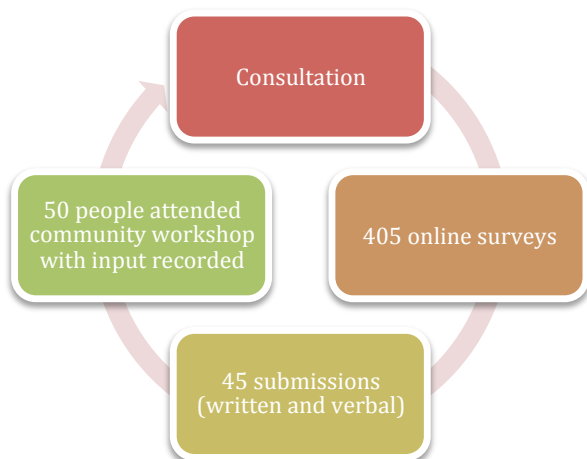 Consultation
405 online surveys
45 submissions
(written and verbal)
50 people attended
community workshop
with input recorded